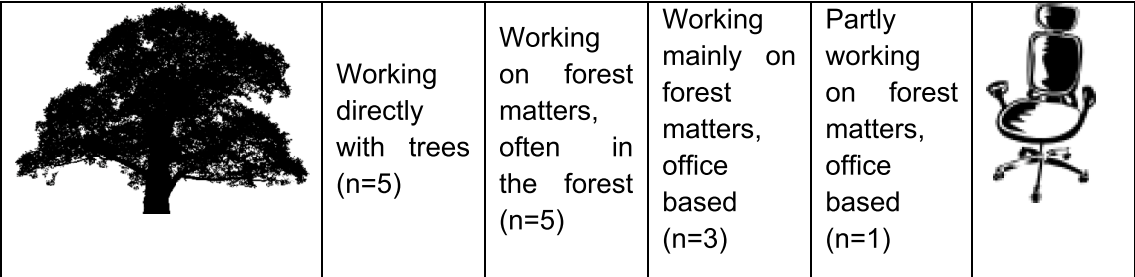 Working
directly
with trees
(n=5)
Working
on forest
matters,
often in
the forest
(n=5)
Working
mainly on
forest
matters,
office
based
(n=3)
Partly
working
on forest
matters,
office
based
(n=1)